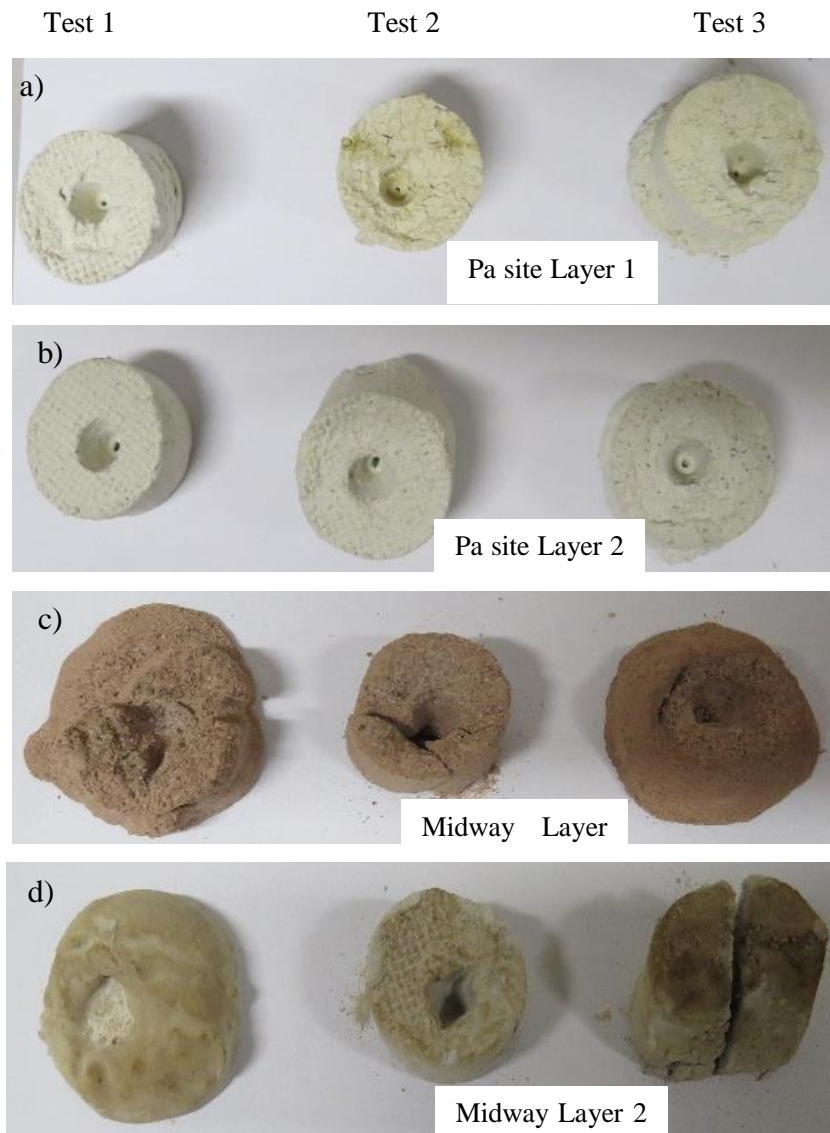 Test 1 Test 2 Test 3
a)
Pa site Layer 1
b)
Pa site Layer 2
c)
Midway Layer
d)
Midway Layer 2